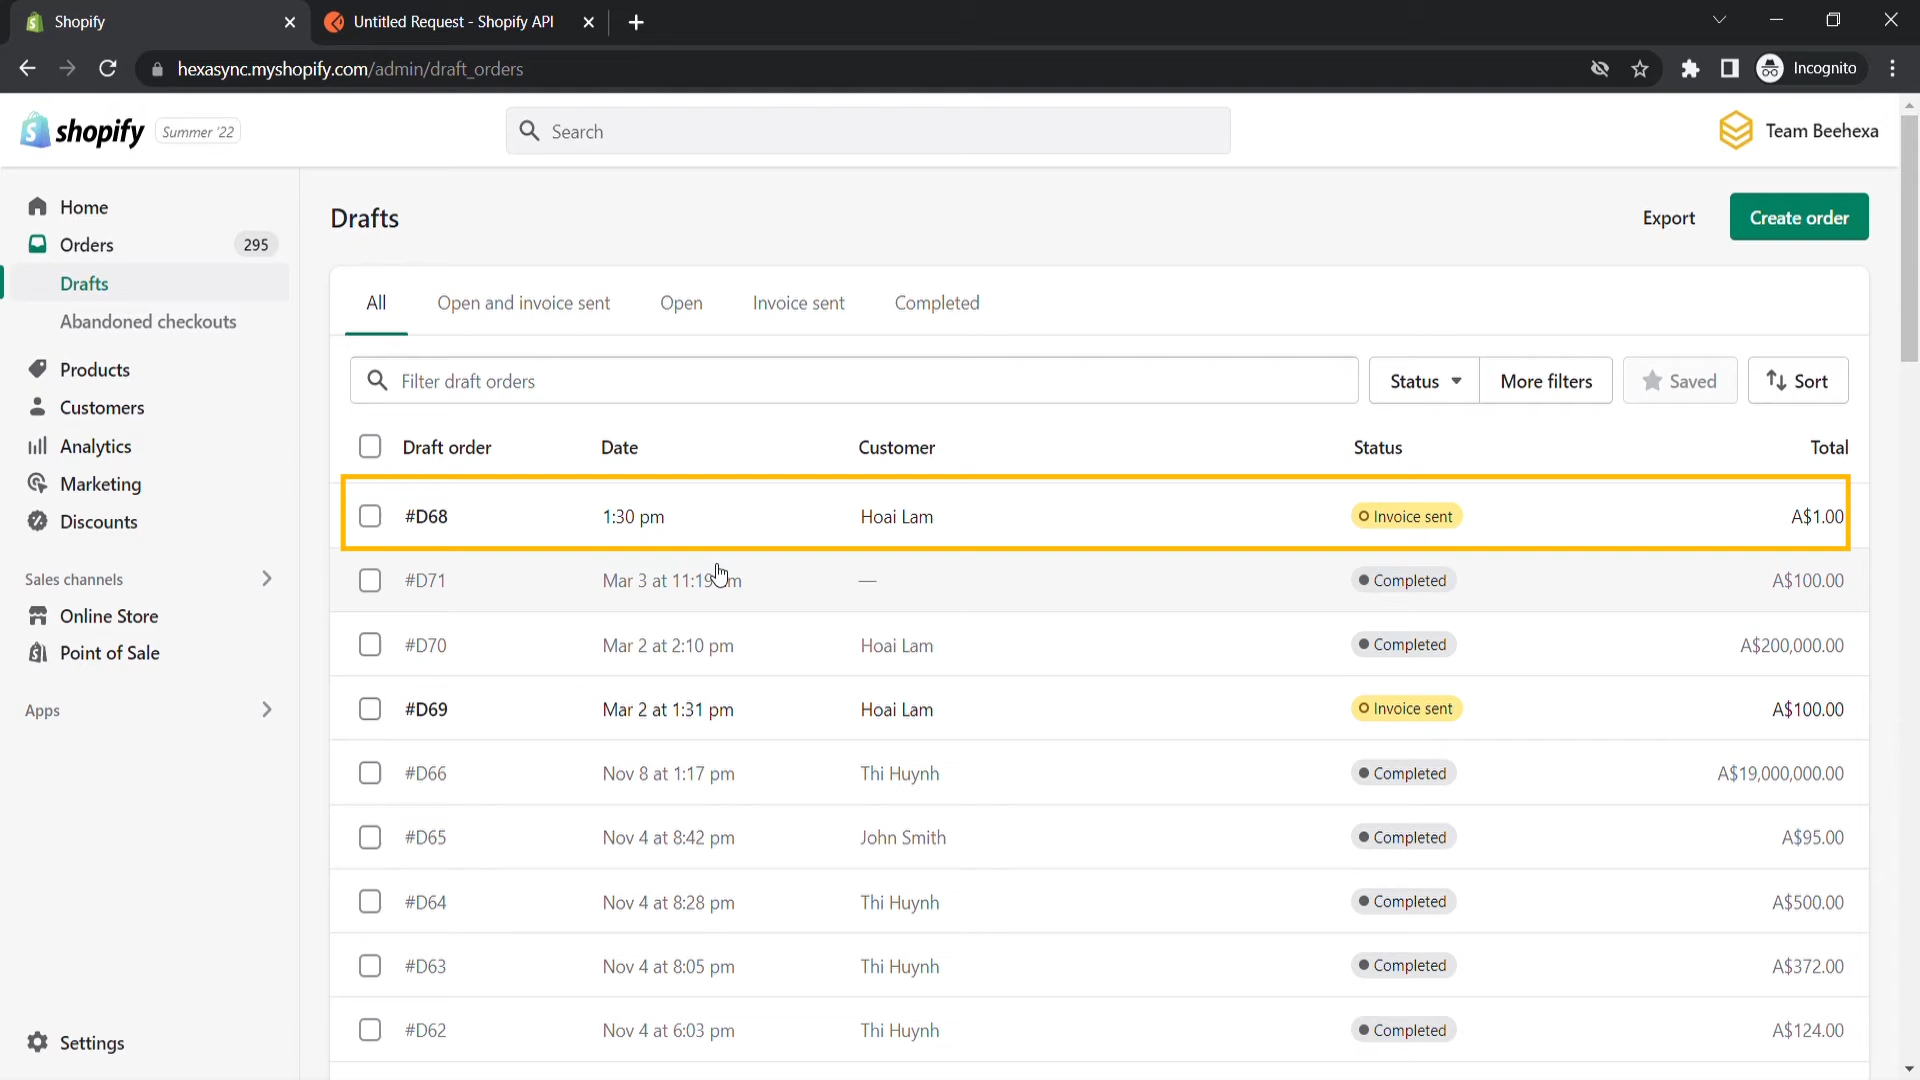 Shopify
Untitled Request - Shopify API
hexasync.myshopify.com/admin/draft_orders
Incognito
shopify
Summer '22
Search
Team Beehexa
Home
Orders 295
Drafts
Abandoned checkouts
Products
Customers
Analytics
Marketing
Discounts
Sales channels
Online Store
Point of Sale
Apps
Settings
Drafts
Export
Create order
All Open and invoice sent Open Invoice sent Completed
Filter draft orders
Status More filters Saved Sort
Draft order Date Customer Status Total
#D68 1:30 pm Hoai Lam Invoice sent A$1.00
#D71 Mar 3 at 11:19 m — Completed A$100.00
#D70 Mar 2 at 2:10 pm Hoai Lam Completed A$200,000.00
#D69 Mar 2 at 1:31 pm Hoai Lam Invoice sent A$100.00
#D66 Nov 8 at 1:17 pm Thi Huynh Completed A$19,000,000.00
#D65 Nov 4 at 8:42 pm John Smith Completed A$95.00
#D64 Nov 4 at 8:28 pm Thi Huynh Completed A$500.00
#D63 Nov 4 at 8:05 pm Thi Huynh Completed A$372.00
#D62 Nov 4 at 6:03 pm Thi Huynh Completed A$124.00